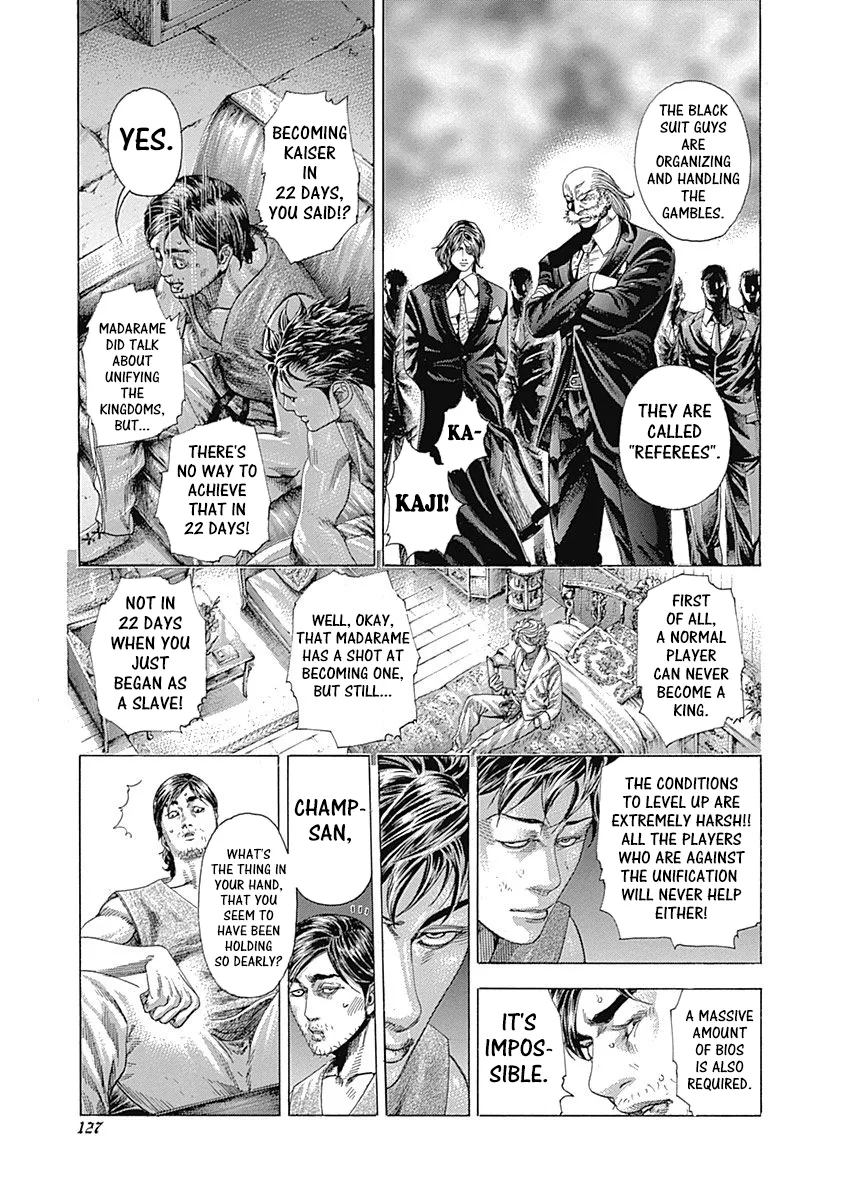 THE BLACK
SUIT GUYS
ARE
ORGANIZING
AND HANDLING
THE
GAMBLES.
THEY ARE
CALLED
"REFEREES".
KA-
KAJI!
BECOMING
KAISER
IN
22 DAYS,
YOU SAID!?
YES.
MADARAME
DID TALK
ABOUT
UNIFYING
THE
KINGDOMS,
BUT...
THERE'S
NO WAY TO
ACHIEVE
THAT IN
22 DAYS!
FIRST
OF ALL,
A NORMAL
PLAYER
CAN NEVER
BECOME A
KING.
WELL, OKAY,
THAT MADARAME
HAS A SHOT AT
BECOMING ONE,
BUT STILL...
NOT IN
22 DAYS
WHEN YOU
JUST
BEGAN AS
A SLAVE!
THE CONDITIONS
TO LEVEL UP ARE
EXTREMELY HARSH!!
ALL THE PLAYERS
WHO ARE AGAINST
THE UNIFICATION
WILL NEVER HELP
EITHER!
A MASSIVE
AMOUNT
OF BIOS
IS ALSO
REQUIRED.
IT'S
IMPOS-
SIBLE.
CHAMP-
SAN,
WHAT'S
THE THING IN
YOUR HAND,
THAT YOU
SEEM TO
HAVE BEEN
HOLDING
SO DEARLY?
127